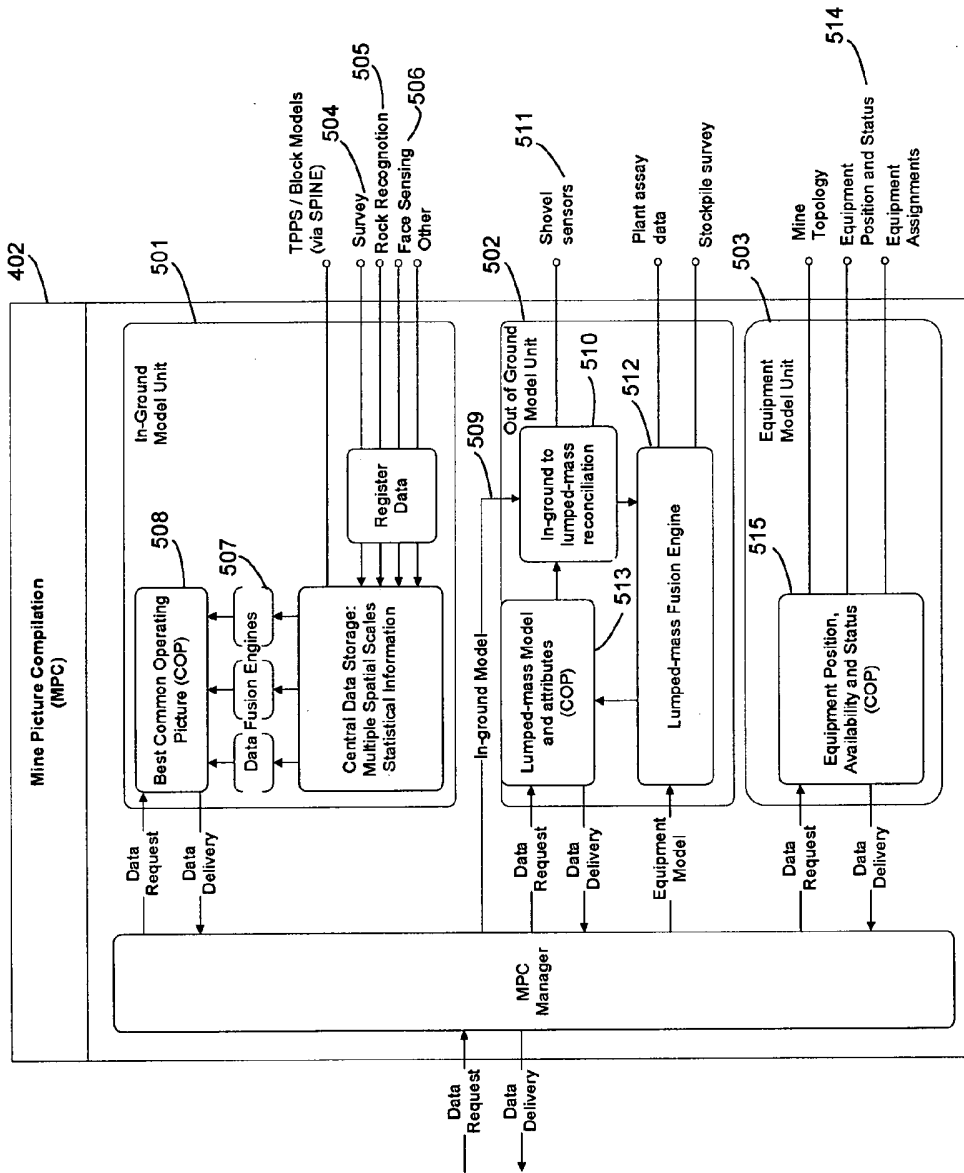 Mine Picture Compilation
(MPC)
402
501
In-Ground
Model Unit
508
Best Common Operating
Picture (COP)
507
Data Fusion Engines
Central Data Storage:
Multiple Spatial Scales
Statistical Information
Register
Data
TPPS / Block Models
(via SPINE)
504
Survey
505
Rock Recognotion
506
Face Sensing
Other
Data
Request
Data
Delivery
509
In-ground Model
502
Out of Ground
Model Unit
510
In-ground to
lumped-mass
reconciliation
511
Shovel
sensors
512
513
Lumped-mass Model
and attributes
(COP)
Lumped-mass Fusion Engine
Plant assay
data
Stockpile survey
Data
Request
Data
Delivery
Equipment
Model
503
Equipment
Model Unit
515
Equipment Position,
Availability and Status
(COP)
514
Mine
Topology
Equipment
Position and Status
Equipment
Assignments
Data
Request
Data
Delivery
MPC
Manager
Data
Request
Data
Delivery